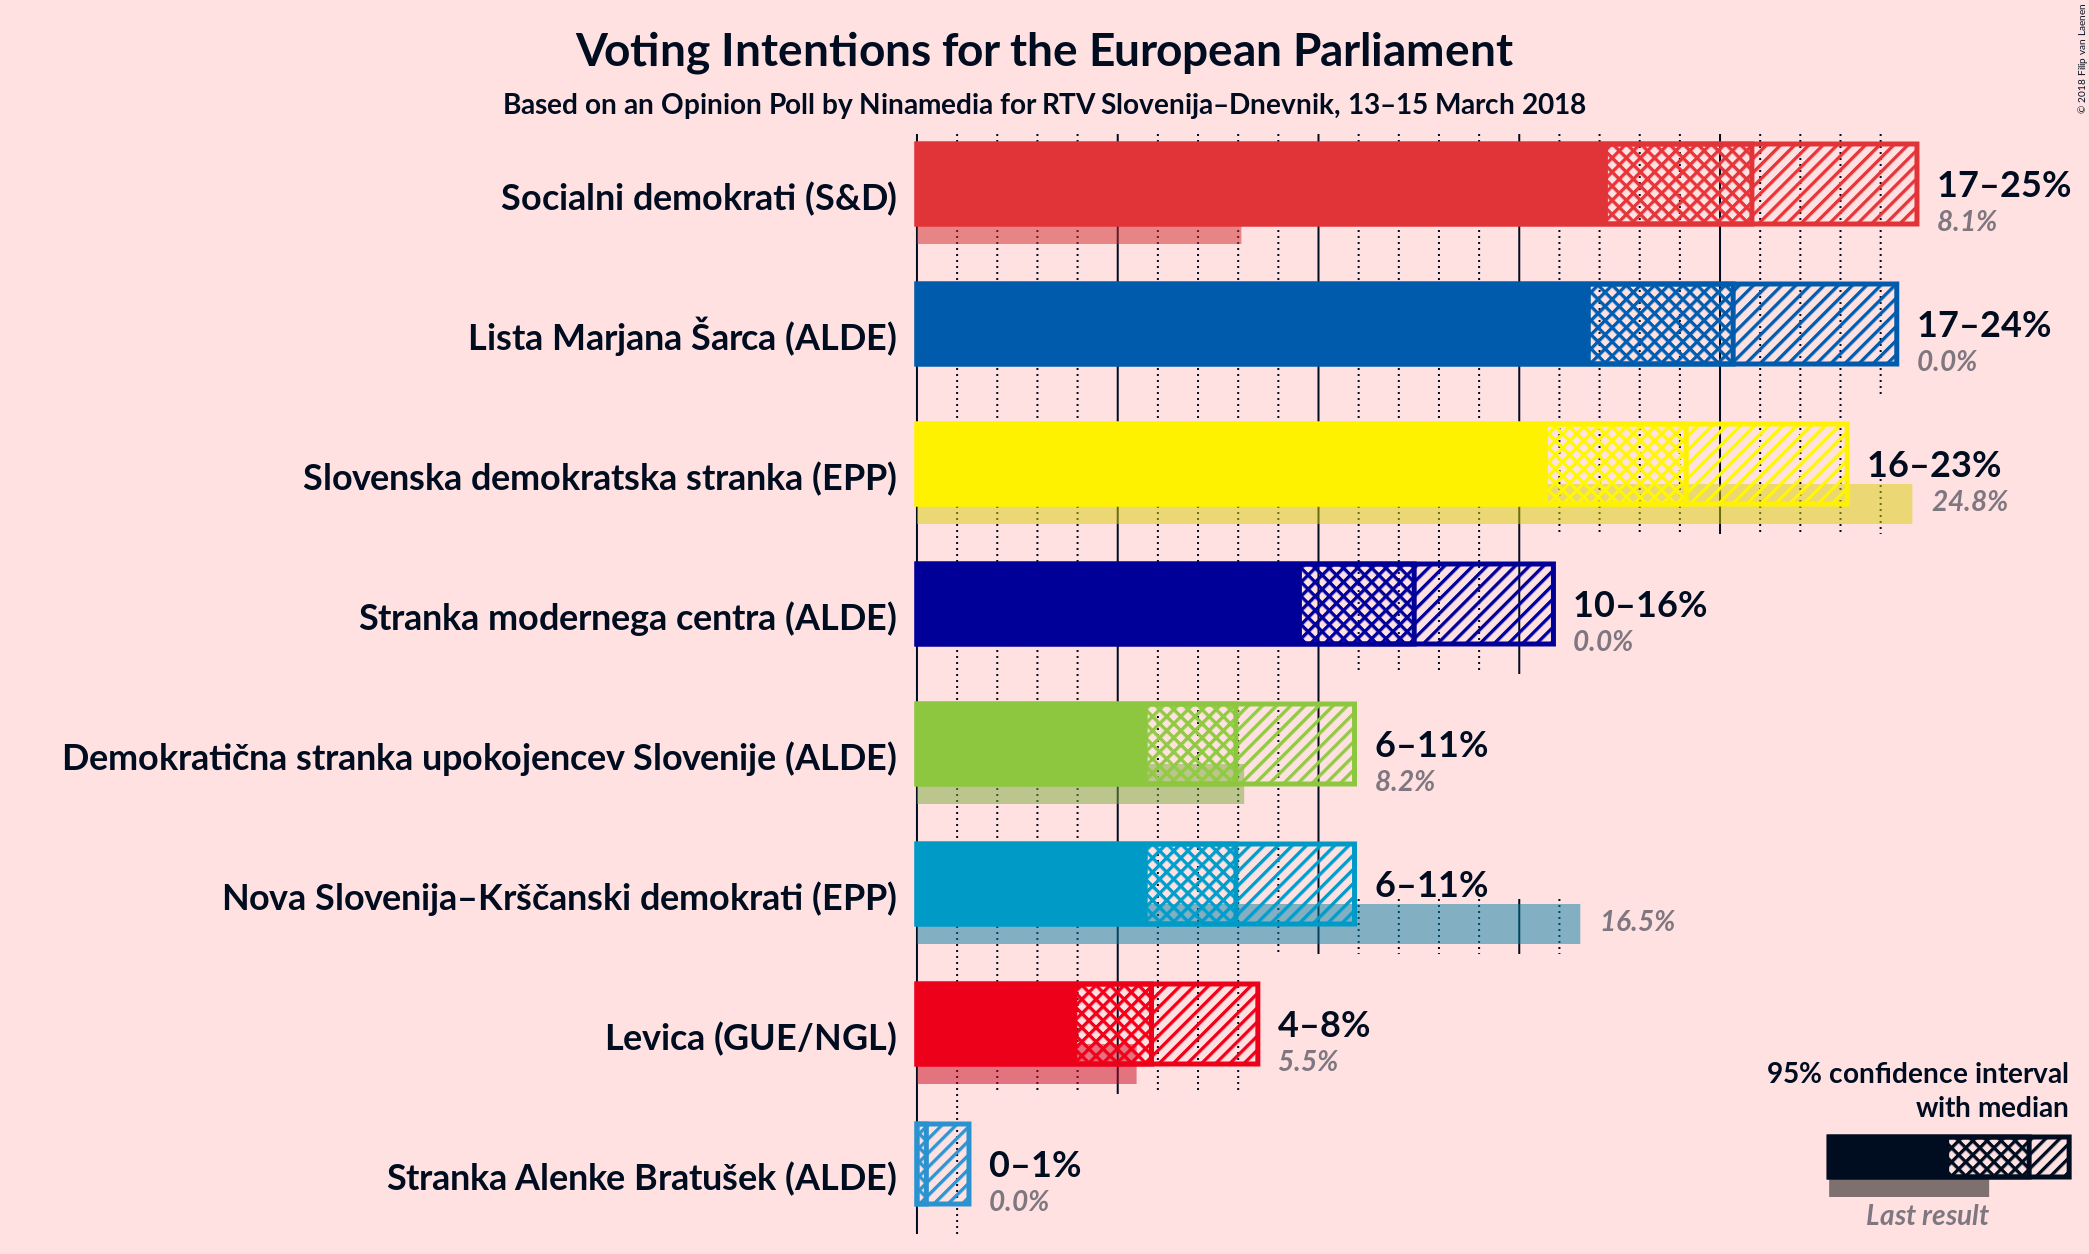 Voting Intentions for the European Parliament
Based on an Opinion Poll by Ninamedia for RTV Slovenija–Dnevnik, 13–15 March 2018
© 2018 Filip van Laenen
Socialni demokrati (S&D)
17–25%
8.1%
Lista Marjana Šarca (ALDE)
17–24%
0.0%
Slovenska demokratska stranka (EPP)
16–23%
24.8%
Stranka modernega centra (ALDE)
10–16%
0.0%
Demokratična stranka upokojencev Slovenije (ALDE)
6–11%
8.2%
Nova Slovenija–Krščanski demokrati (EPP)
6–11%
16.5%
Levica (GUE/NGL)
4–8%
5.5%
Stranka Alenke Bratušek (ALDE)
0–1%
0.0%
95% confidence interval
with median
Last result